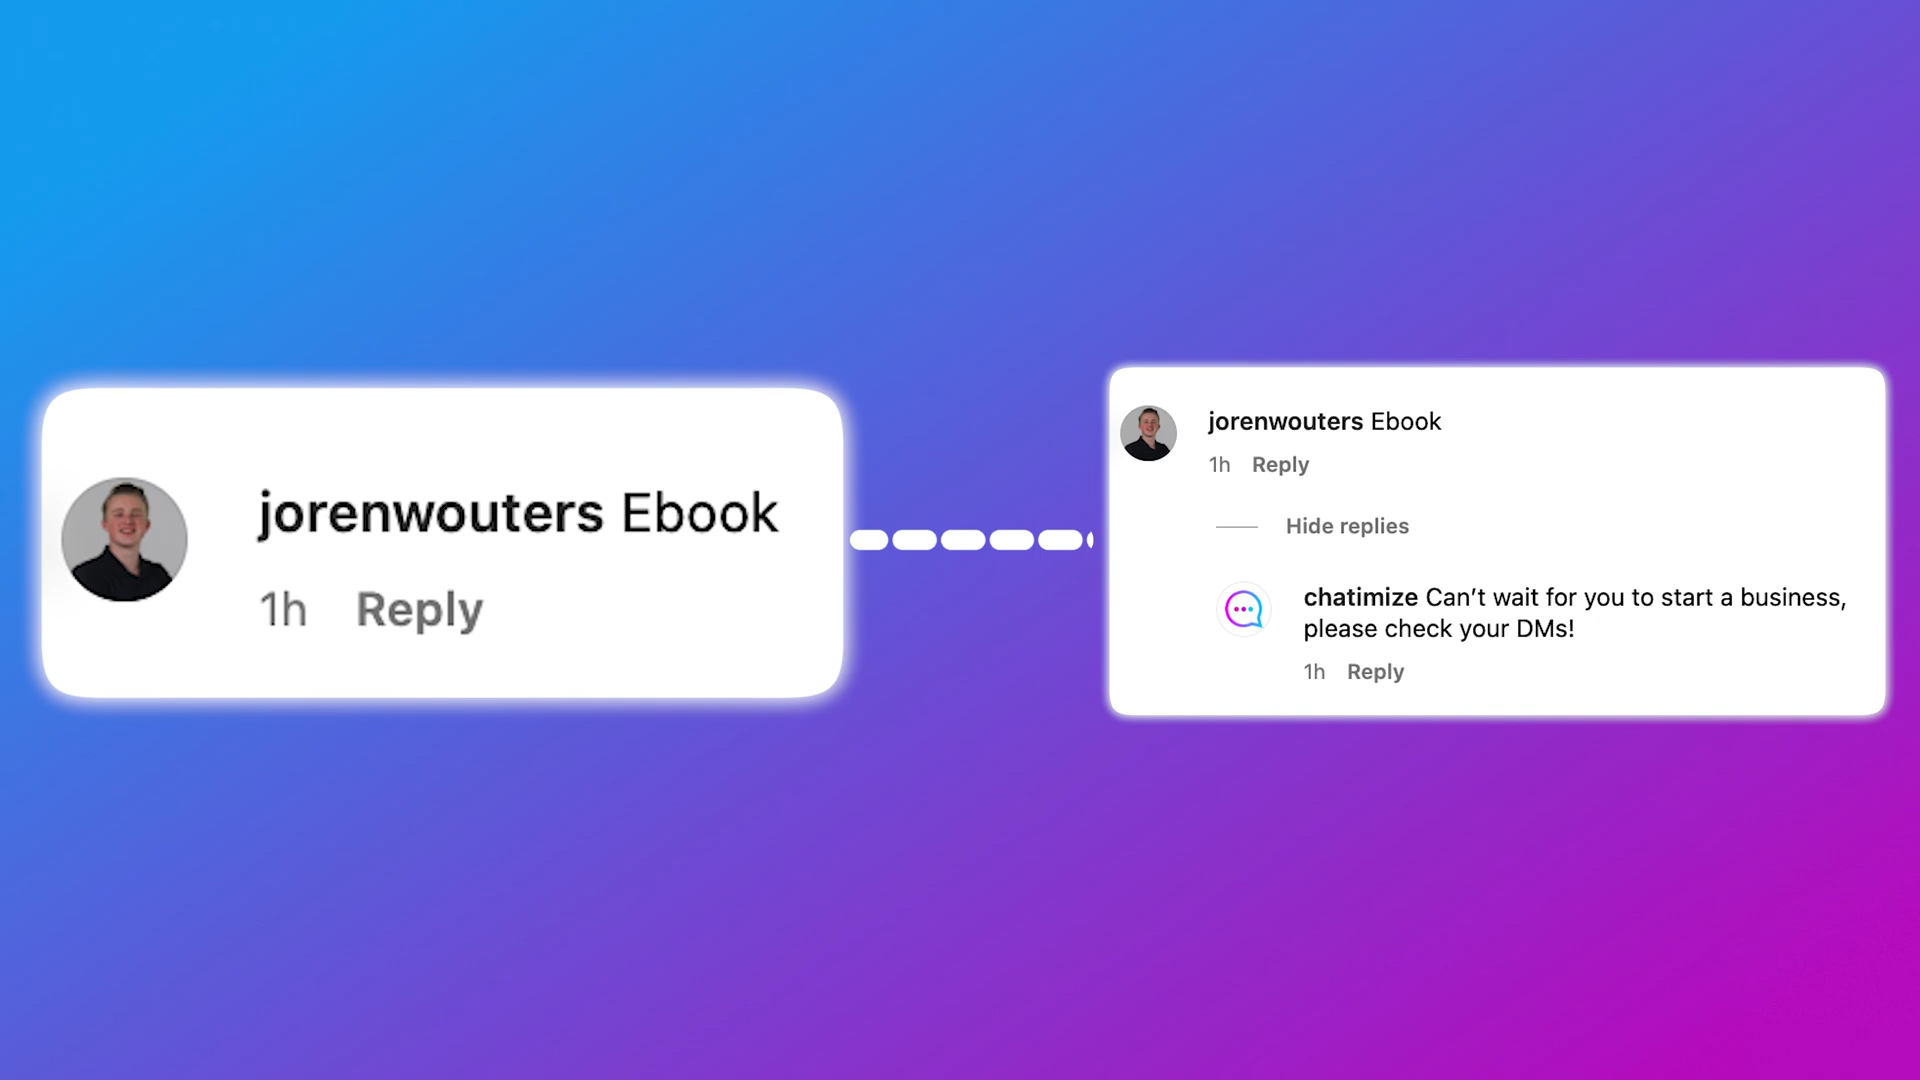 jorenwouters Ebook
1h Reply
jorenwouters Ebook
1h Reply
Hide replies
chatimize Can’t wait for you to start a business,
please check your DMs!
1h Reply